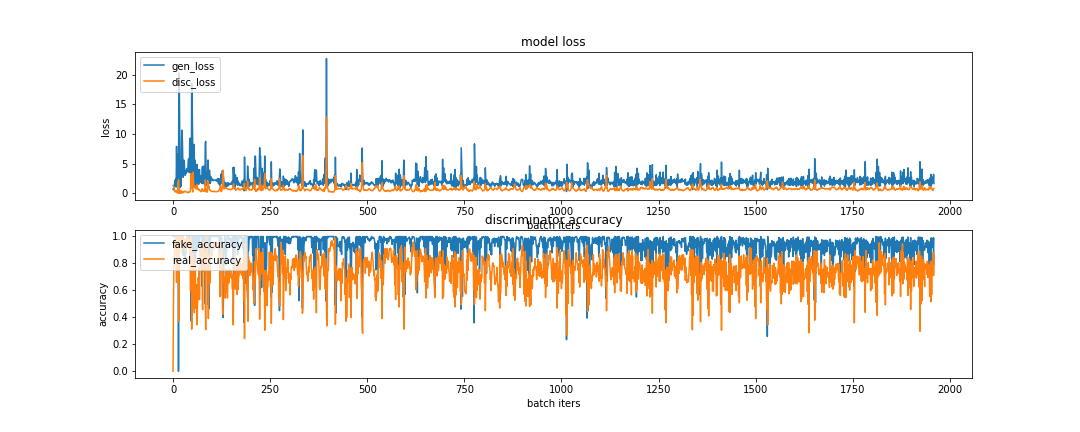 model loss
gen_loss
disc_loss
loss
20
15
10
5
0
0 250 500 750 1000 1250 1500 1750 2000
batch iters
discriminator accuracy
fake_accuracy
real_accuracy
accuracy
1.0
0.8
0.6
0.4
0.2
0.0
0 250 500 750 1000 1250 1500 1750 2000
batch iters